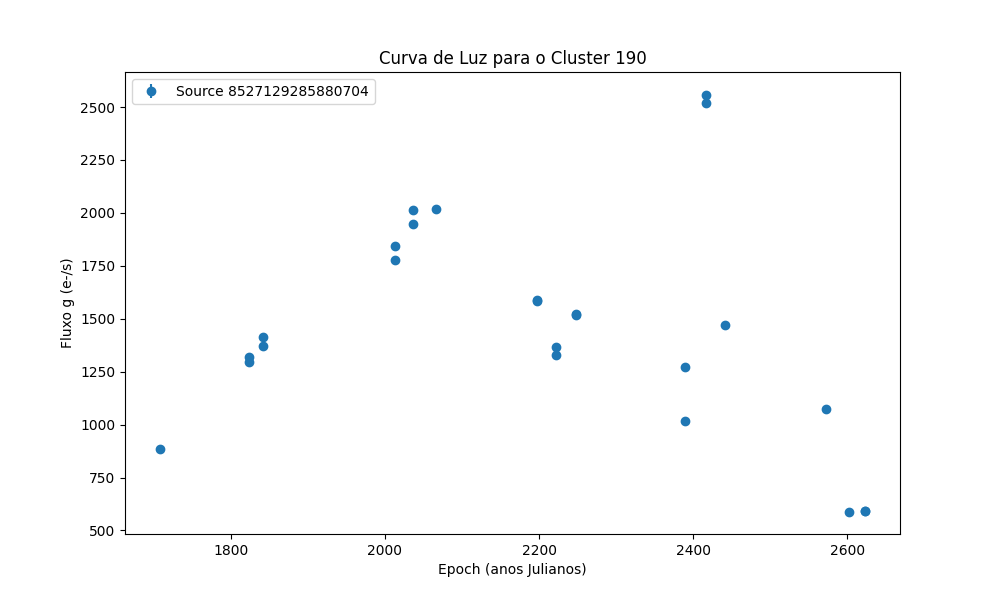 Curva de Luz para o Cluster 190
Source 8527129285880704
2500
2250
2000
1750
1500
1250
1000
750
500
Fluxo g (e-/s)
1800 2000 2200 2400 2600
Epoch (anos Julianos)